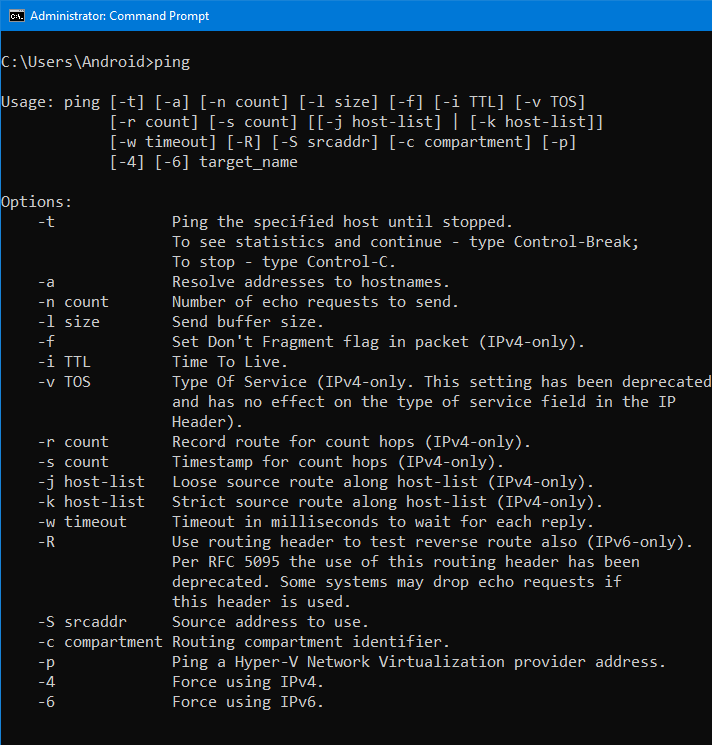 Administrator: Command Prompt
C:\Users\Android>ping
Usage: ping [-t] [-a] [-n count] [-l size] [-f] [-i TTL] [-v TOS]
            [-r count] [-s count] [[-j host-list] | [-k host-list]]
            [-w timeout] [-R] [-S srcaddr] [-c compartment] [-p]
            [-4] [-6] target_name
Options:
    -t             Ping the specified host until stopped.
                   To see statistics and continue - type Control-Break;
                   To stop - type Control-C.
    -a             Resolve addresses to hostnames.
    -n count       Number of echo requests to send.
    -l size        Send buffer size.
    -f             Set Don't Fragment flag in packet (IPv4-only).
    -i TTL         Time To Live.
    -v TOS         Type Of Service (IPv4-only. This setting has been deprecated
                   and has no effect on the type of service field in the IP
                   Header).
    -r count       Record route for count hops (IPv4-only).
    -s count       Timestamp for count hops (IPv4-only).
    -j host-list   Loose source route along host-list (IPv4-only).
    -k host-list   Strict source route along host-list (IPv4-only).
    -w timeout     Timeout in milliseconds to wait for each reply.
    -R             Use routing header to test reverse route also (IPv6-only).
                   Per RFC 5095 the use of this routing header has been
                   deprecated. Some systems may drop echo requests if
                   this header is used.
    -S srcaddr     Source address to use.
    -c compartment Routing compartment identifier.
    -p             Ping a Hyper-V Network Virtualization provider address.
    -4             Force using IPv4.
    -6             Force using IPv6.